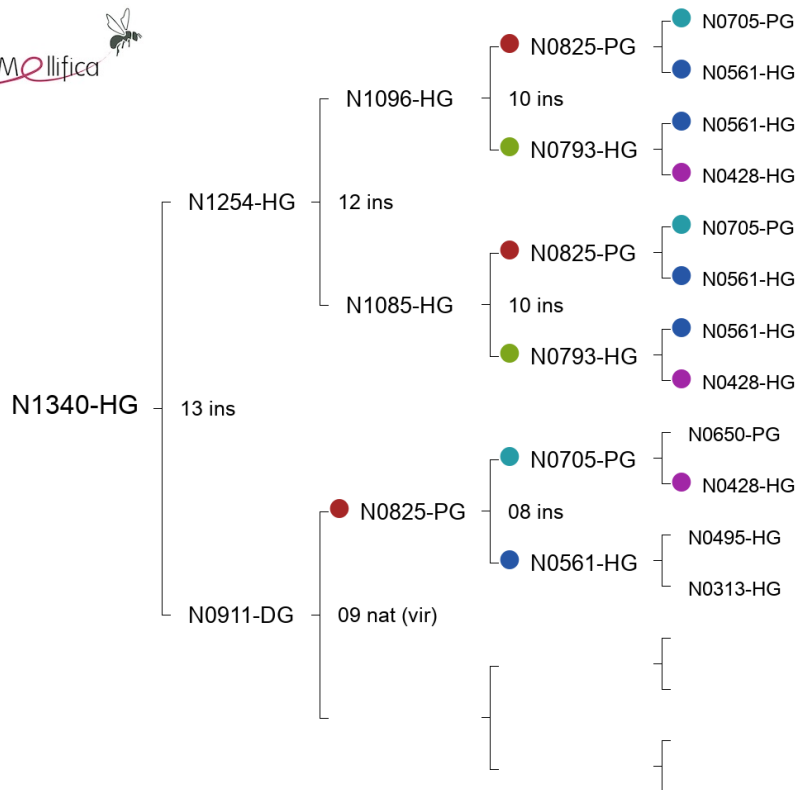 N0705-PG
N0825-PG
Mellifica
N0561-HG
N1096-HG
10 ins
N0561-HG
N0793-HG
N0428-HG
N1254-HG
12 ins
N0705-PG
N0825-PG
N0561-HG
N1085-HG
10 ins
N0561-HG
N0793-HG
N0428-HG
N1340-HG
13 ins
N0650-PG
N0705-PG
N0428-HG
N0825-PG
08 ins
N0495-HG
N0561-HG
N0313-HG
N0911-DG
09 nat (vir)